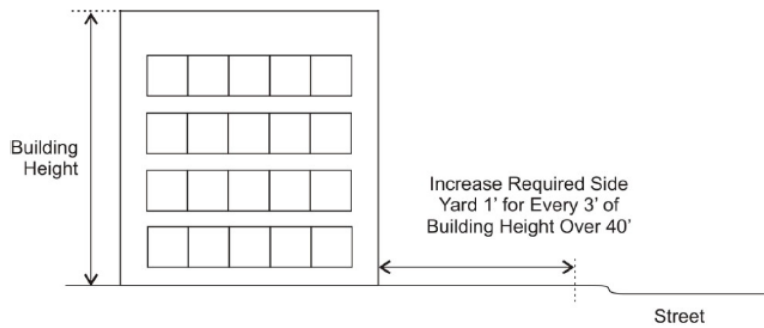 Building
Height
Increase Required Side
Yard 1’ for Every 3’ of
Building Height Over 40’
Street